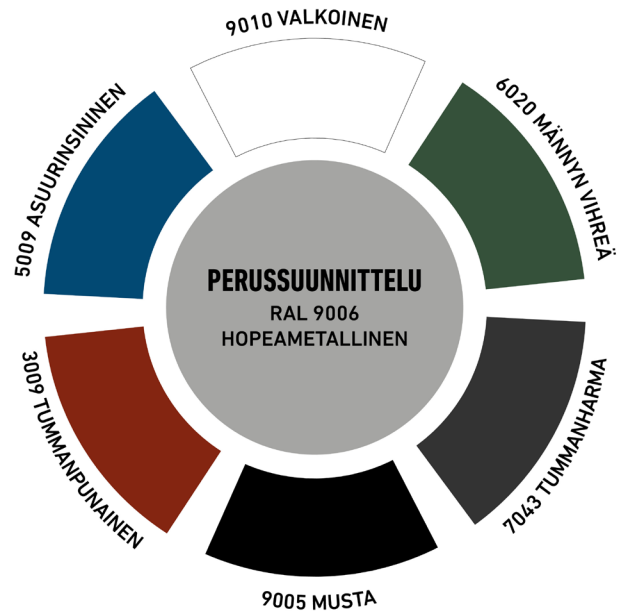 9010 VALKOINEN
6020 MÄNNYN VIHREÄ
5009 ASUURINSININEN
PERUSSUUNNITTELU
RAL 9006
HOPEAMETALLINEN
3009 TUMMANPUNAINEN
7043 TUMMANHARMA
9005 MUSTA